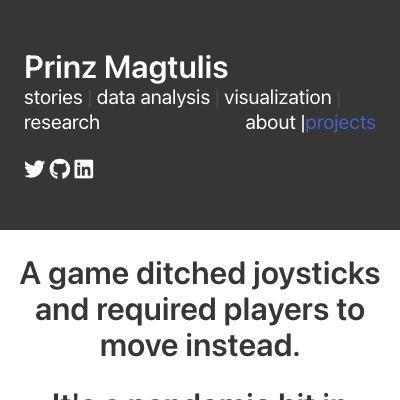 Prinz Magtulis
stories | data analysis | visualization |
research about |projects
A game ditched joysticks
and required players to
move instead.
It's a pandemic hit in